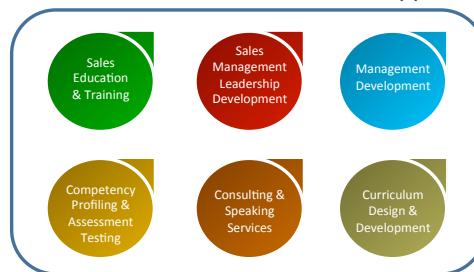 Sales
Education
& Training
Sales
Management
Leadership
Development
Management
Development
Competency
Profiling &
Assessment
Testing
Consulting &
Speaking
Services
Curriculum
Design &
Development